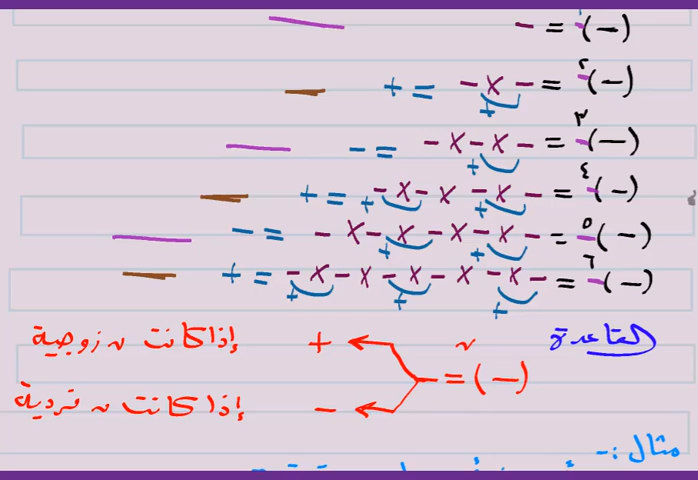 (−)¹ = −
(−)² = − × − = +
+
(−)³ = − × − × − = −
+
(−)⁴ = − × − × − × − = +
+ + +
(−)⁵ = − × − × − × − × − = −
+ +
(−)⁶ = − × − × − × − × − × − = +
+ + +
القاعدة
(−)ⁿ = −
+ إذا كانت ن زوجية
− إذا كانت ن فردية
مثال :-